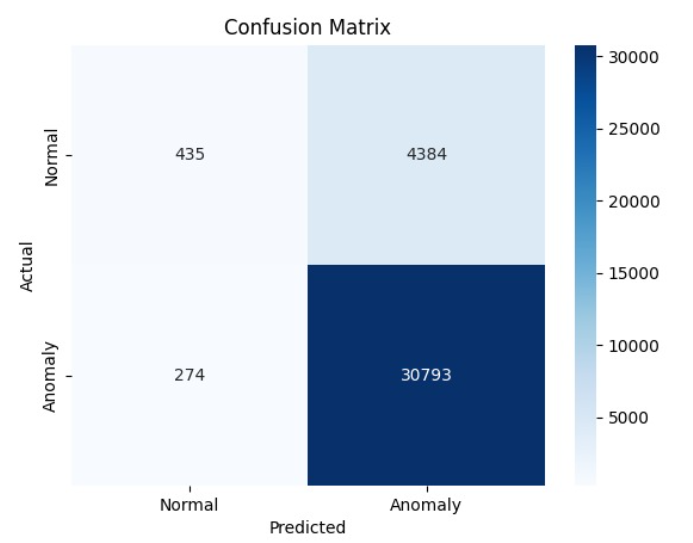 Confusion Matrix
Actual
Normal
Anomaly
435
4384
274
30793
Normal
Anomaly
Predicted
30000
25000
20000
15000
10000
5000